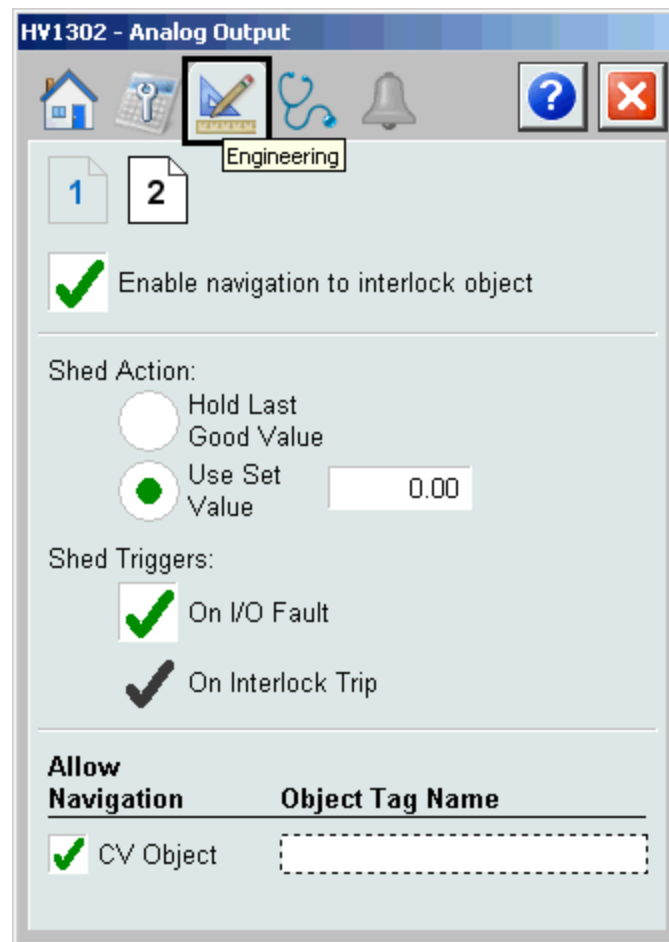 HV1302 - Analog Output
?
Engineering
1
2
Enable navigation to interlock object
Shed Action:
Hold Last
Good Value
Use Set
Value
0.00
Shed Triggers:
On I/O Fault
On Interlock Trip
Allow
Navigation
Object Tag Name
CV Object